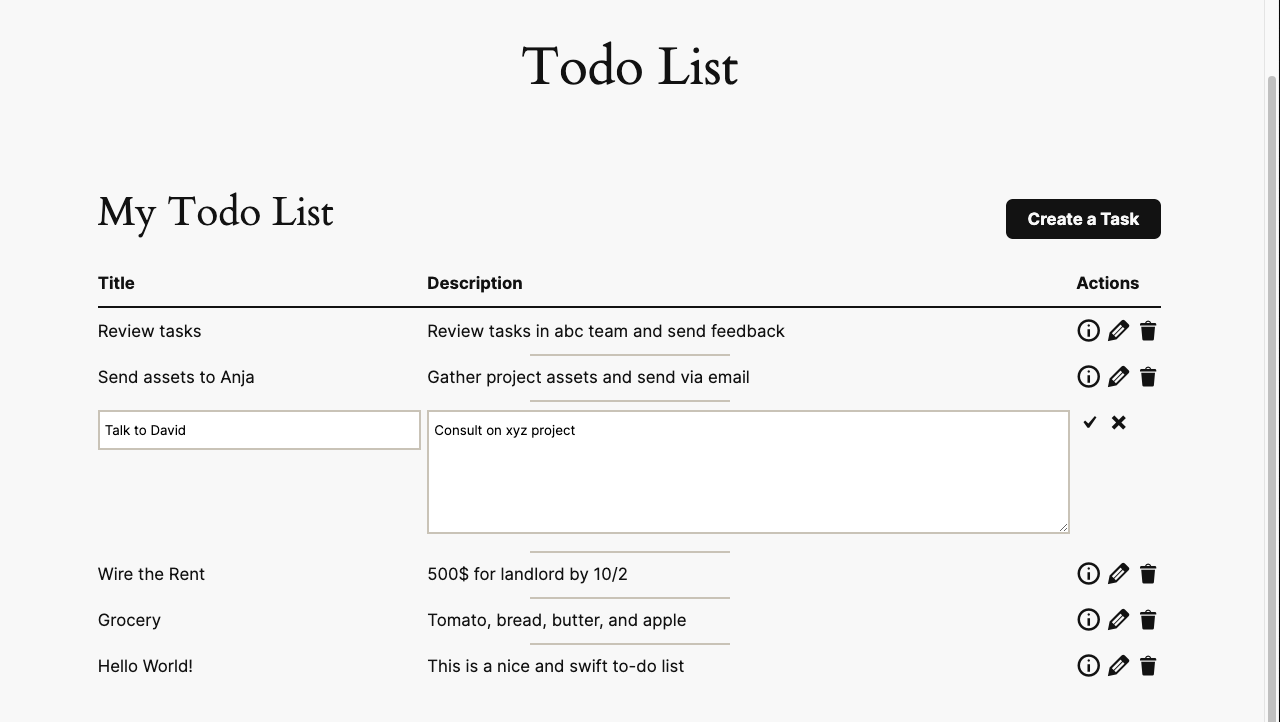 Todo List
My Todo List
Create a Task
Title Description Actions
Review tasks Review tasks in abc team and send feedback
Send assets to Anja Gather project assets and send via email
Talk to David Consult on xyz project
Wire the Rent 500$ for landlord by 10/2
Grocery Tomato, bread, butter, and apple
Hello World! This is a nice and swift to-do list